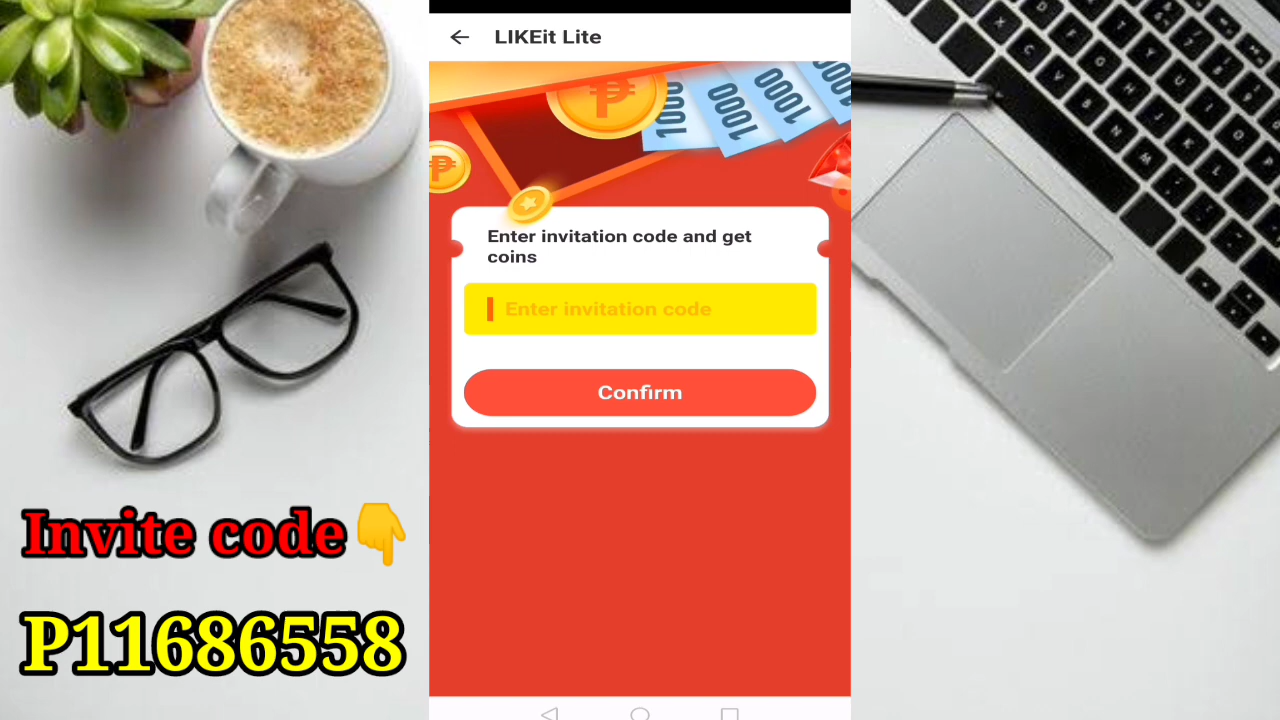 LIKEit Lite
1000
1000
1000
Enter invitation code and get
coins
Enter invitation code
Confirm
Invite code👇
P11686558